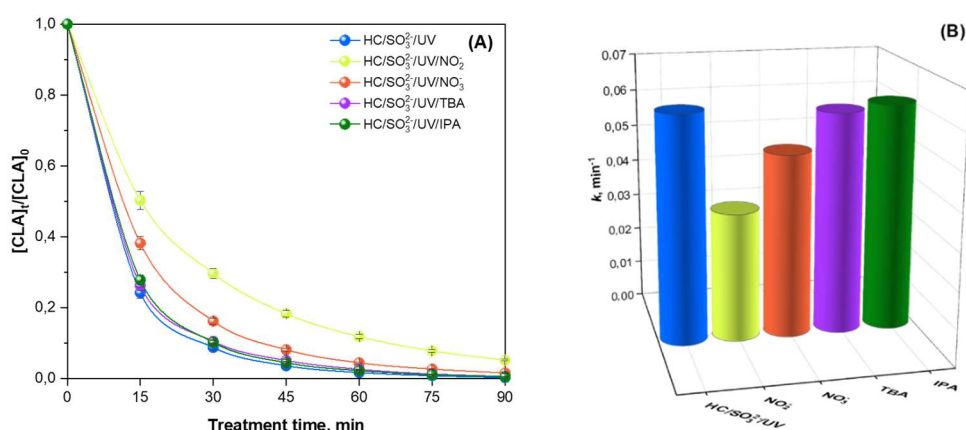 (A)
HC/SO₃²⁻/UV
HC/SO₃²⁻/UV/NO₂⁻
HC/SO₃²⁻/UV/NO₃⁻
HC/SO₃²⁻/UV/TBA
HC/SO₃²⁻/UV/IPA
1,0
0,8
0,6
0,4
0,2
0,0
[CLA]t/[CLA]0
0 15 30 45 60 75 90
Treatment time, min
(B)
0,07
0,06
0,05
0,04
0,03
0,02
0,01
0,00
k, min⁻¹
HC/SO₃²⁻/UV
NO₂⁻
NO₃⁻
TBA
IPA